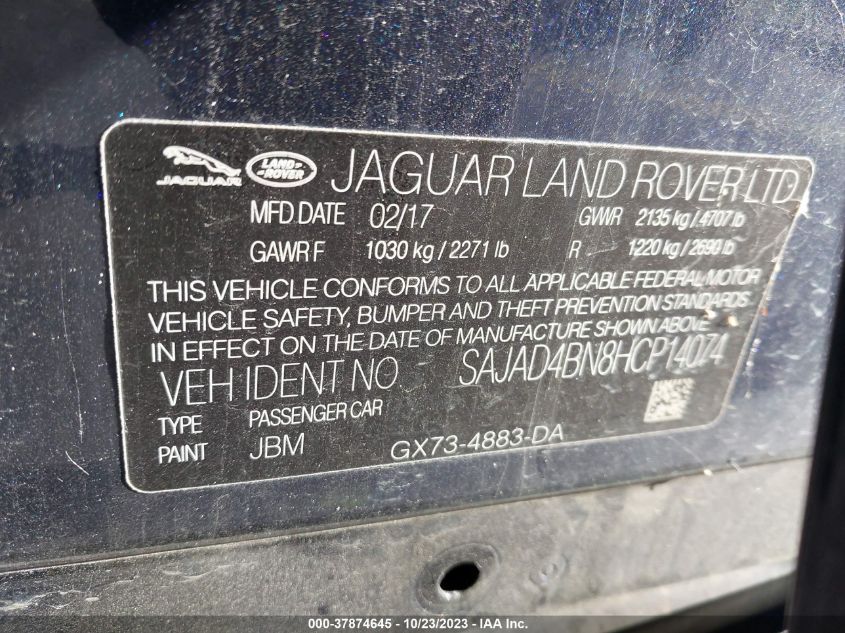 JAGUAR LAND ROVER JAGUAR LAND ROVER LTD
MFD.DATE 02/17 GVWR 2135 kg / 4707 lb
GAWR F 1030 kg / 2271 lb R 1220 kg / 2690 lb
THIS VEHICLE CONFORMS TO ALL APPLICABLE FEDERAL MOTOR
VEHICLE SAFETY, BUMPER AND THEFT PREVENTION STANDARDS
IN EFFECT ON THE DATE OF MANUFACTURE SHOWN ABOVE
VEH IDENT NO SAJAD4BN8HCP14074
TYPE PASSENGER CAR
PAINT JBM GX73-4883-DA
000-37874645 - 10/23/2023 - IAA, Inc.